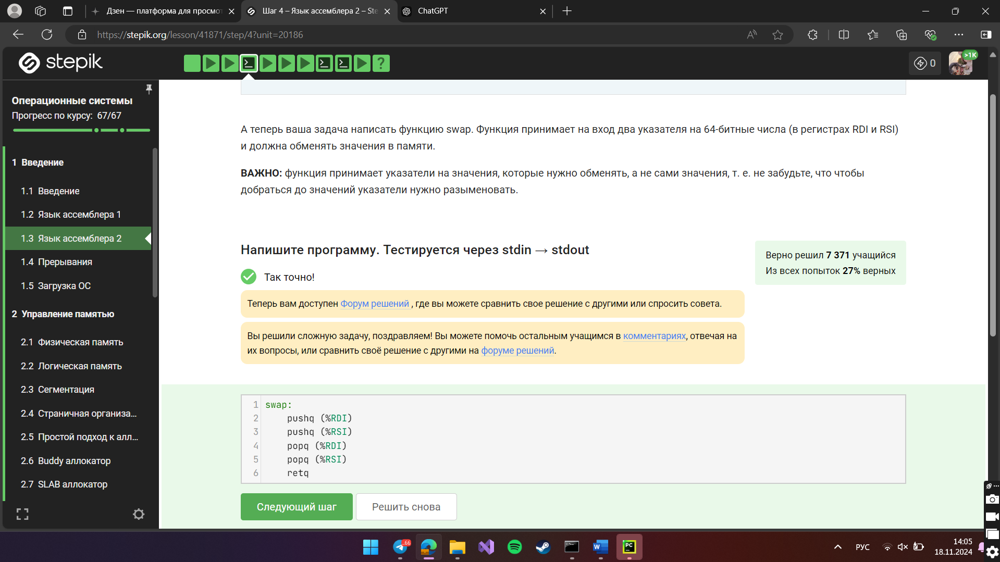 Дзен — платформа для просмот
Шаг 4 – Язык ассемблера 2 – Ste
ChatGPT
https://stepik.org/lesson/41871/step/4?unit=20186
stepik
?
0
>1K
Операционные системы
Прогресс по курсу: 67/67
1 Введение
1.1 Введение
1.2 Язык ассемблера 1
1.3 Язык ассемблера 2
1.4 Прерывания
1.5 Загрузка ОС
2 Управление памятью
2.1 Физическая память
2.2 Логическая память
2.3 Сегментация
2.4 Страничная организа...
2.5 Простой подход к алл...
2.6 Buddy аллокатор
2.7 SLAB аллокатор
А теперь ваша задача написать функцию swap. Функция принимает на вход два указателя на 64-битные числа (в регистрах RDI и RSI)
и должна обменять значения в памяти.
ВАЖНО: функция принимает указатели на значения, которые нужно обменять, а не сами значения, т. е. не забудьте, что чтобы
добраться до значений указатели нужно разыменовать.
Напишите программу. Тестируется через stdin → stdout
Верно решил 7 371 учащийся
Из всех попыток 27% верных
Так точно!
Теперь вам доступен Форум решений , где вы можете сравнить свое решение с другими или спросить совета.
Вы решили сложную задачу, поздравляем! Вы можете помочь остальным учащимся в комментариях, отвечая на
их вопросы, или сравнить своё решение с другими на форуме решений.
1 swap:
2 pushq (%RDI)
3 pushq (%RSI)
4 popq (%RDI)
5 popq (%RSI)
6 retq
Следующий шаг
Решить снова
..66
W
PC
РУС
14:05
18.11.2024